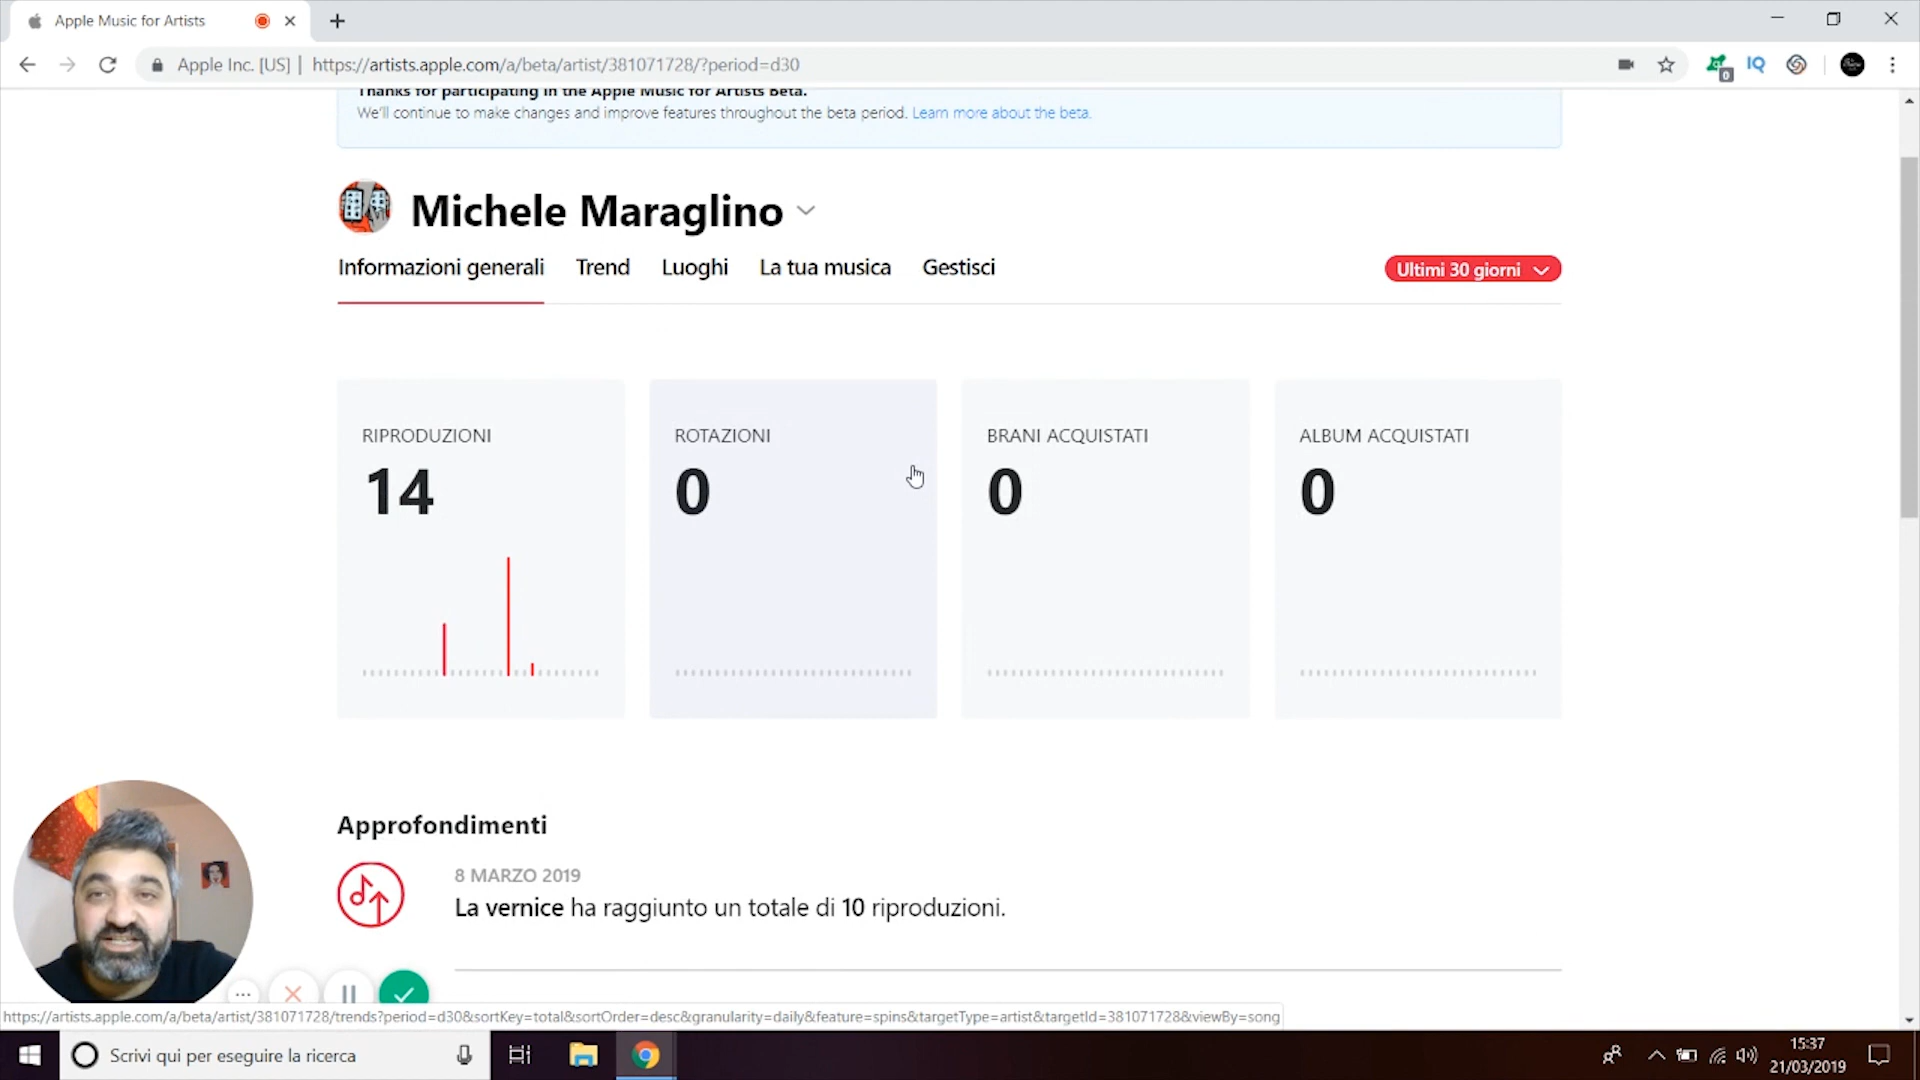 Apple Music for Artists
Apple Inc. [US] | https://artists.apple.com/a/beta/artist/381071728/?period=d30
IQ
0
Thanks for participating in the Apple Music for Artists Beta.
We'll continue to make changes and improve features throughout the beta period. Learn more about the beta.
Michele Maraglino
Informazioni generali Trend Luoghi La tua musica Gestisci
Ultimi 30 giorni
RIPRODUZIONI
14
ROTAZIONI
0
BRANI ACQUISTATI
0
ALBUM ACQUISTATI
0
Approfondimenti
8 MARZO 2019
La vernice ha raggiunto un totale di 10 riproduzioni.
https://artists.apple.com/a/beta/artist/381071728/trends?period=d30&sortKey=total&sortOrder=desc&granularity=daily&feature=spins&targetType=artist&targetId=381071728&viewBy=song
Scrivi qui per eseguire la ricerca
15:37
21/03/2019